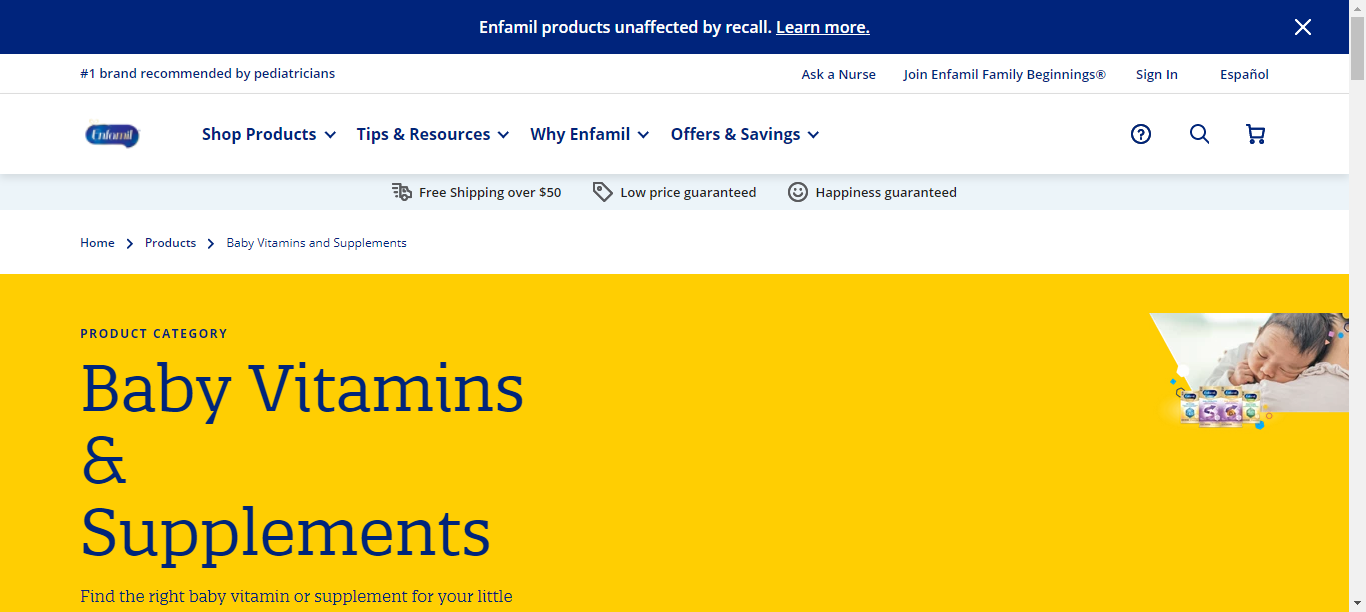 Enfamil products unaffected by recall. Learn more.
#1 brand recommended by pediatricians
Ask a Nurse
Join Enfamil Family Beginnings®
Sign In
Español
Enfamil
Shop Products
Tips & Resources
Why Enfamil
Offers & Savings
Free Shipping over $50
Low price guaranteed
Happiness guaranteed
Home
Products
Baby Vitamins and Supplements
PRODUCT CATEGORY
Baby Vitamins
&
Supplements
Find the right baby vitamin or supplement for your little